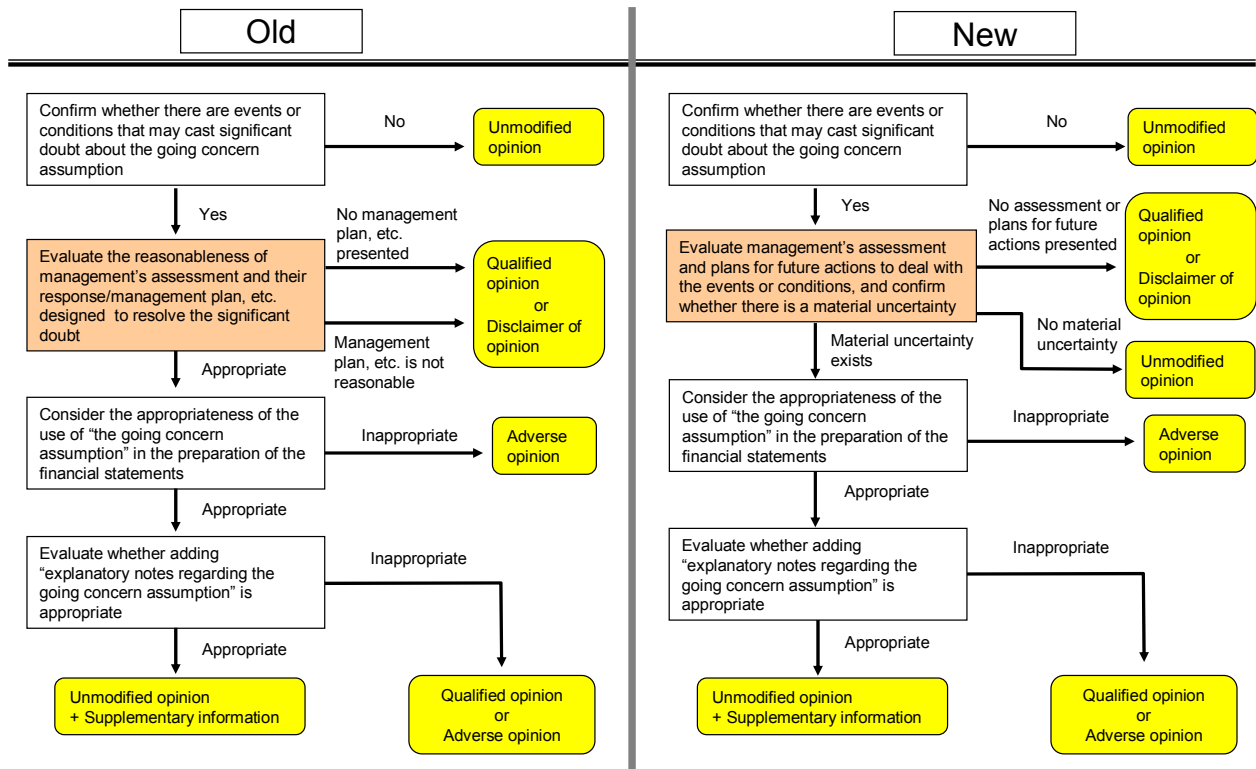 Old
Confirm whether there are events or
conditions that may cast significant
doubt about the going concern
assumption
No
Unmodified
opinion
Yes
Evaluate the reasonableness of
management's assessment and their
response/management plan, etc.
designed to resolve the significant
doubt
No management
plan, etc.
presented
Qualified
opinion
or
Disclaimer of
opinion
Management
plan, etc. is not
reasonable
Appropriate
Consider the appropriateness of the
use of “the going concern
assumption” in the preparation of the
financial statements
Inappropriate
Adverse
opinion
Appropriate
Evaluate whether adding
“explanatory notes regarding the
going concern assumption” is
appropriate
Inappropriate
Appropriate
Unmodified opinion
+ Supplementary information
Qualified opinion
or
Adverse opinion
New
Confirm whether there are events or
conditions that may cast significant
doubt about the going concern
assumption
No
Unmodified
opinion
Yes
Evaluate management's assessment
and plans for future actions to deal with
the events or conditions, and confirm
whether there is a material uncertainty
No assessment or
plans for future
actions presented
Qualified
opinion
or
Disclaimer of
opinion
No material
uncertainty
Unmodified
opinion
Material uncertainty
exists
Consider the appropriateness of the
use of “the going concern
assumption” in the preparation of the
financial statements
Inappropriate
Adverse
opinion
Appropriate
Evaluate whether adding
“explanatory notes regarding the
going concern assumption” is
appropriate
Inappropriate
Appropriate
Unmodified opinion
+ Supplementary information
Qualified opinion
or
Adverse opinion